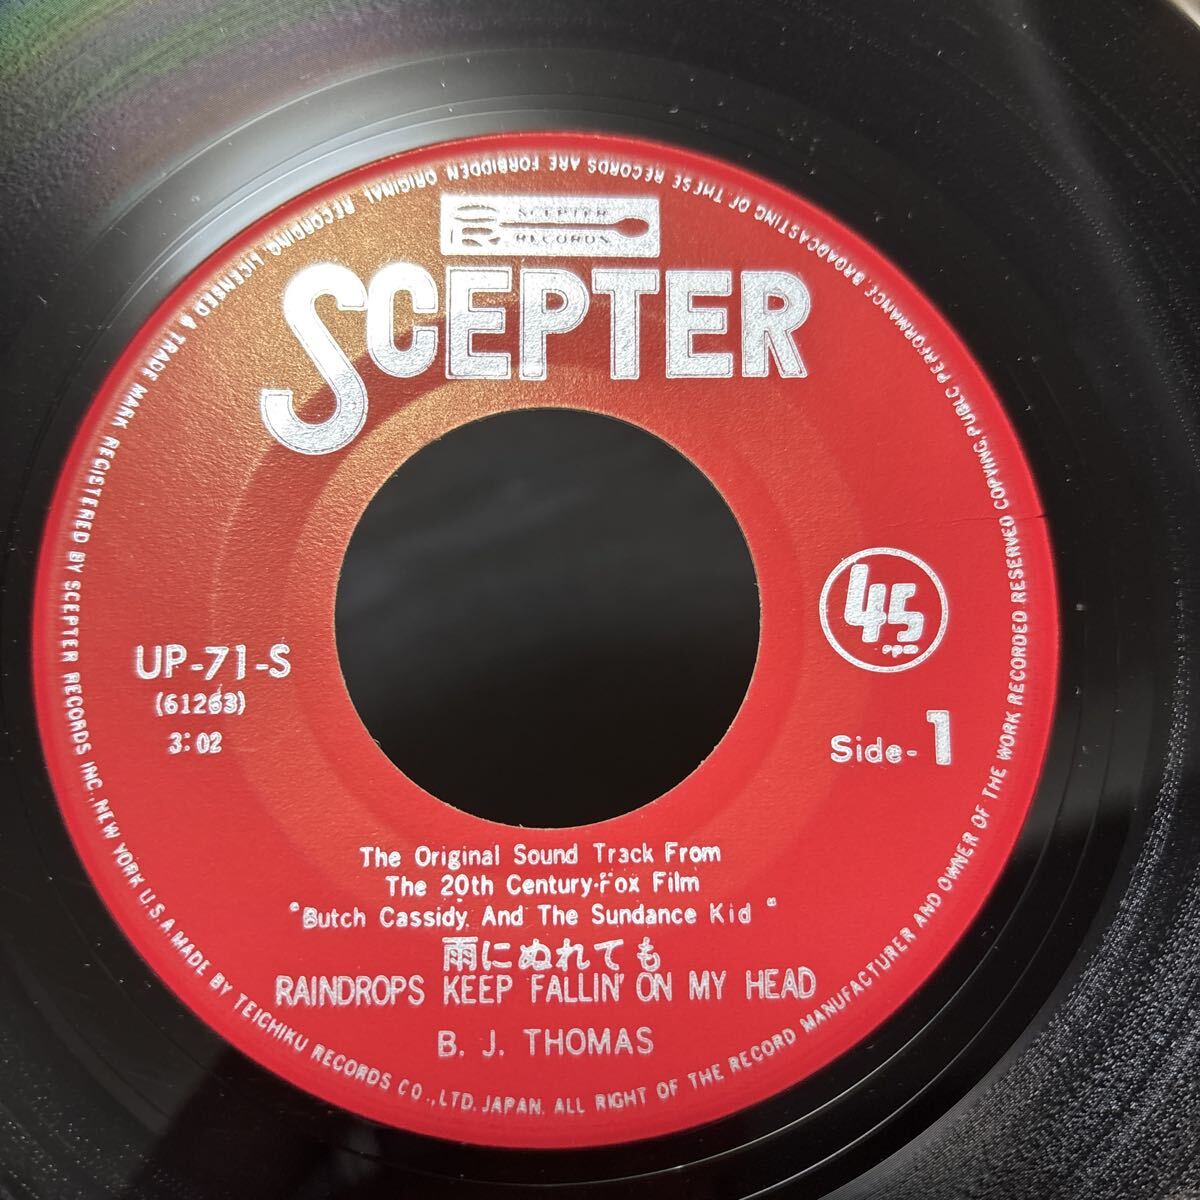 SCEPTER
RECORDS
SCEPTER
45
rpm
UP-71-S
(61263)
3:02
Side-1
The Original Sound Track From
The 20th Century-Fox Film
"Butch Cassidy And The Sundance Kid"
雨にぬれても
RAINDROPS KEEP FALLIN' ON MY HEAD
B. J. THOMAS
ORIGINAL RECORDING LICENSED & TRADE MARK REGISTERED BY SCEPTER RECORDS INC., NEW YORK U.S.A. MADE BY TEICHIKU RECORDS CO., LTD. JAPAN. ALL RIGHT OF THE RECORD MANUFACTURER AND OWNER OF THE WORK RECORDED RESERVED COPYING, PUBLC PERFORMANCE, BROADCASTING OF THESE RECORDS ARE FORBIDDEN